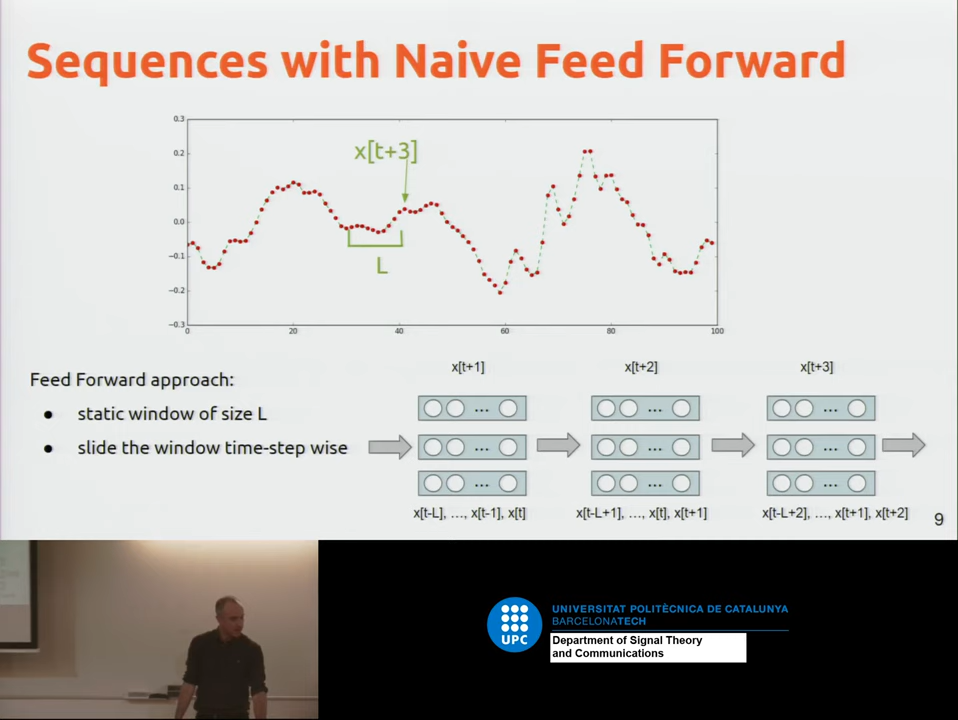 Sequences with Naive Feed Forward
0.3
0.2
0.1
0.0
−0.1
−0.2
−0.3
0 20 40 60 80 100
x[t+3]
L
Feed Forward approach:
● static window of size L
● slide the window time-step wise
x[t+1] x[t+2] x[t+3]
... ... ...
... ... ...
... ... ...
x[t-L], ..., x[t-1], x[t] x[t-L+1], ..., x[t], x[t+1] x[t-L+2], ..., x[t+1], x[t+2]
9
UPC
UNIVERSITAT POLITÈCNICA DE CATALUNYA
BARCELONATECH
Department of Signal Theory
and Communications